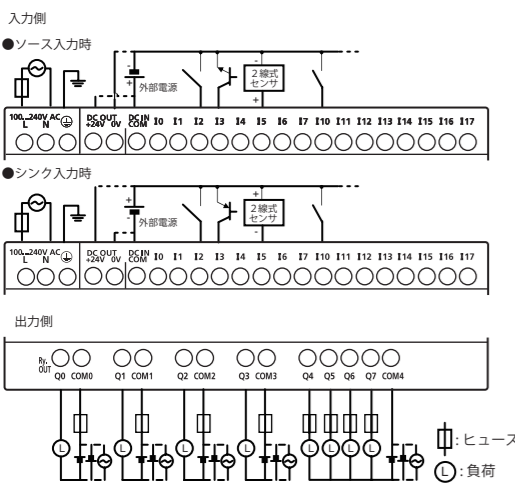 入力側
●ソース入力時
-
+
外部電源
-
2線式
センサ
+
100...240V AC
L N
DC OUT
+24V 0V
DC IN
COM
I0 I1 I2 I3 I4 I5 I6 I7 I10 I11 I12 I13 I14 I15 I16 I17
●シンク入力時
+
-
外部電源
+
2線式
センサ
-
100...240V AC
L N
DC OUT
+24V 0V
DC IN
COM
I0 I1 I2 I3 I4 I5 I6 I7 I10 I11 I12 I13 I14 I15 I16 I17
出力側
Ry.
OUT
Q0 COM0 Q1 COM1 Q2 COM2 Q3 COM3 Q4 Q5 Q6 Q7 COM4
L L L L L L L L
:ヒューズ
L :負荷